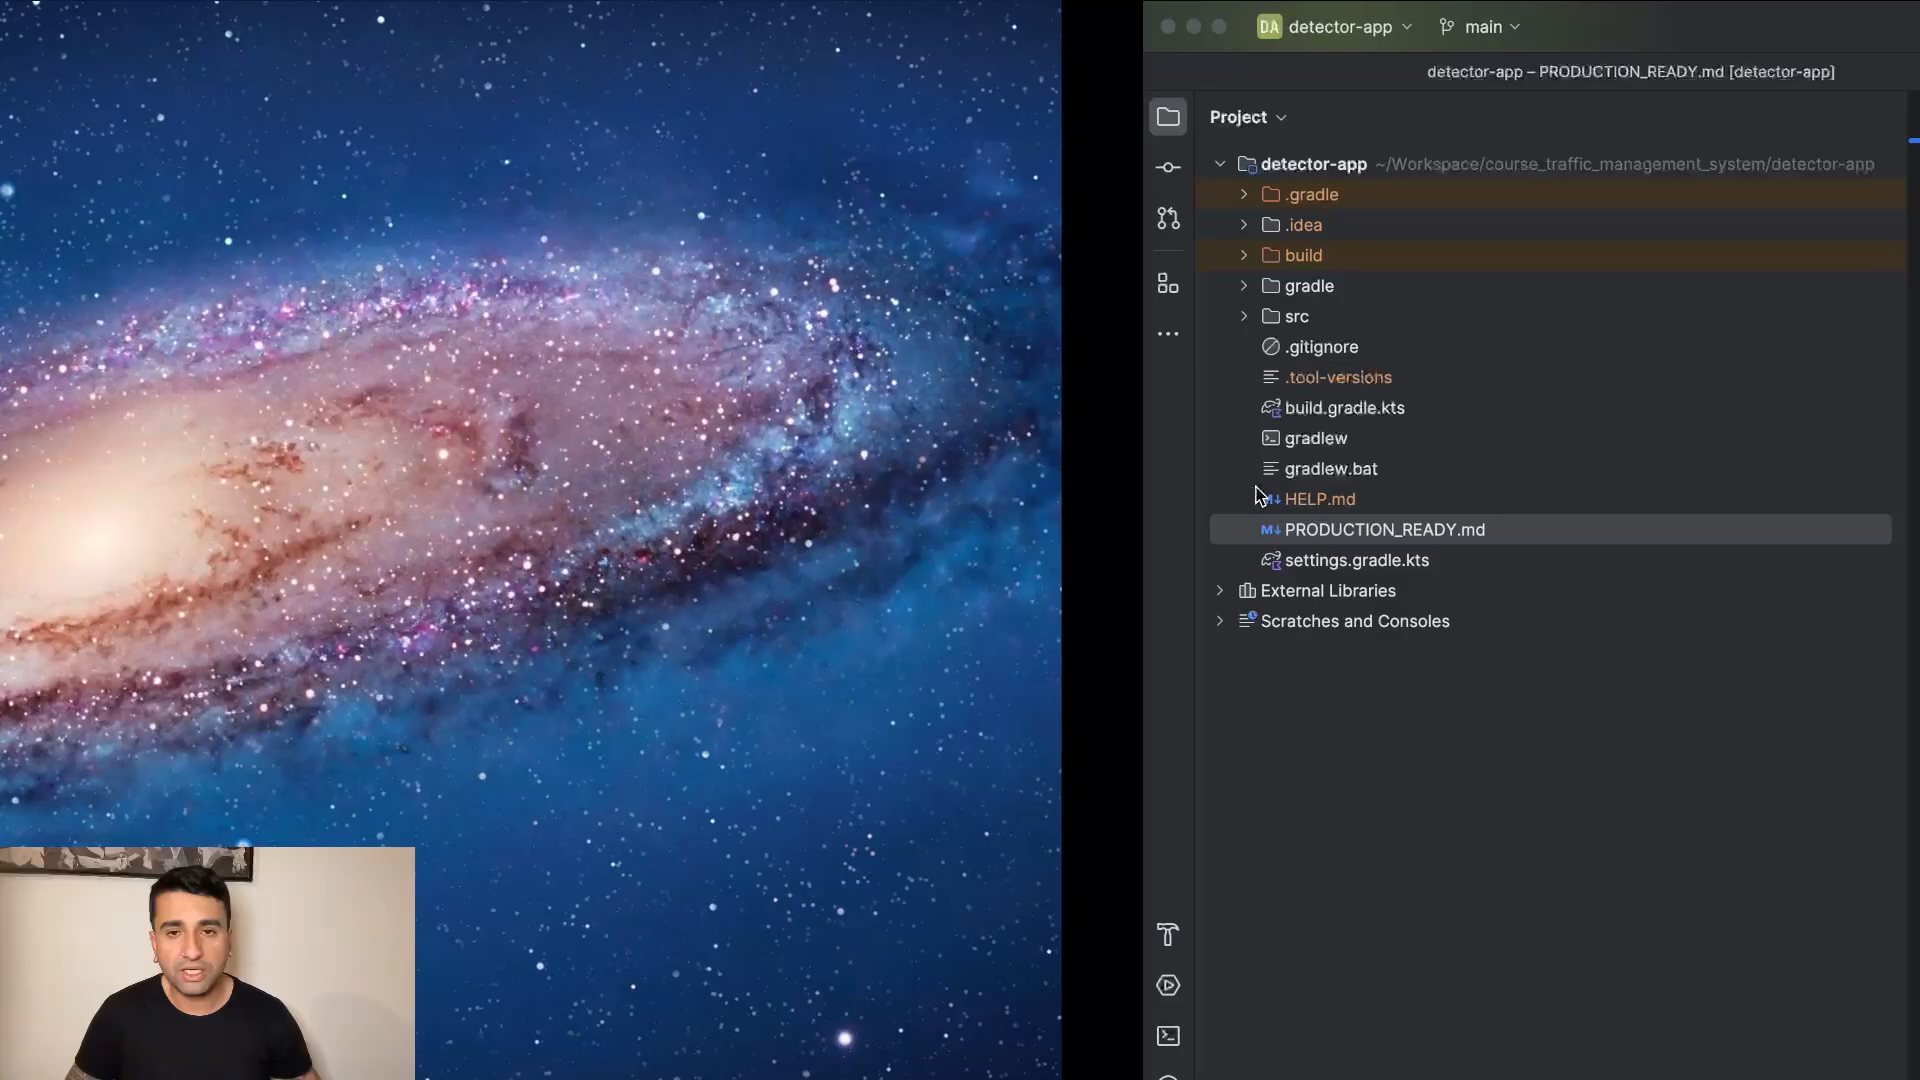 DA detector-app main
detector-app – PRODUCTION_READY.md [detector-app]
Project
detector-app ~/Workspace/course_traffic_management_system/detector-app
.gradle
.idea
build
gradle
src
.gitignore
.tool-versions
build.gradle.kts
gradlew
gradlew.bat
M↓ HELP.md
M↓ PRODUCTION_READY.md
settings.gradle.kts
External Libraries
Scratches and Consoles